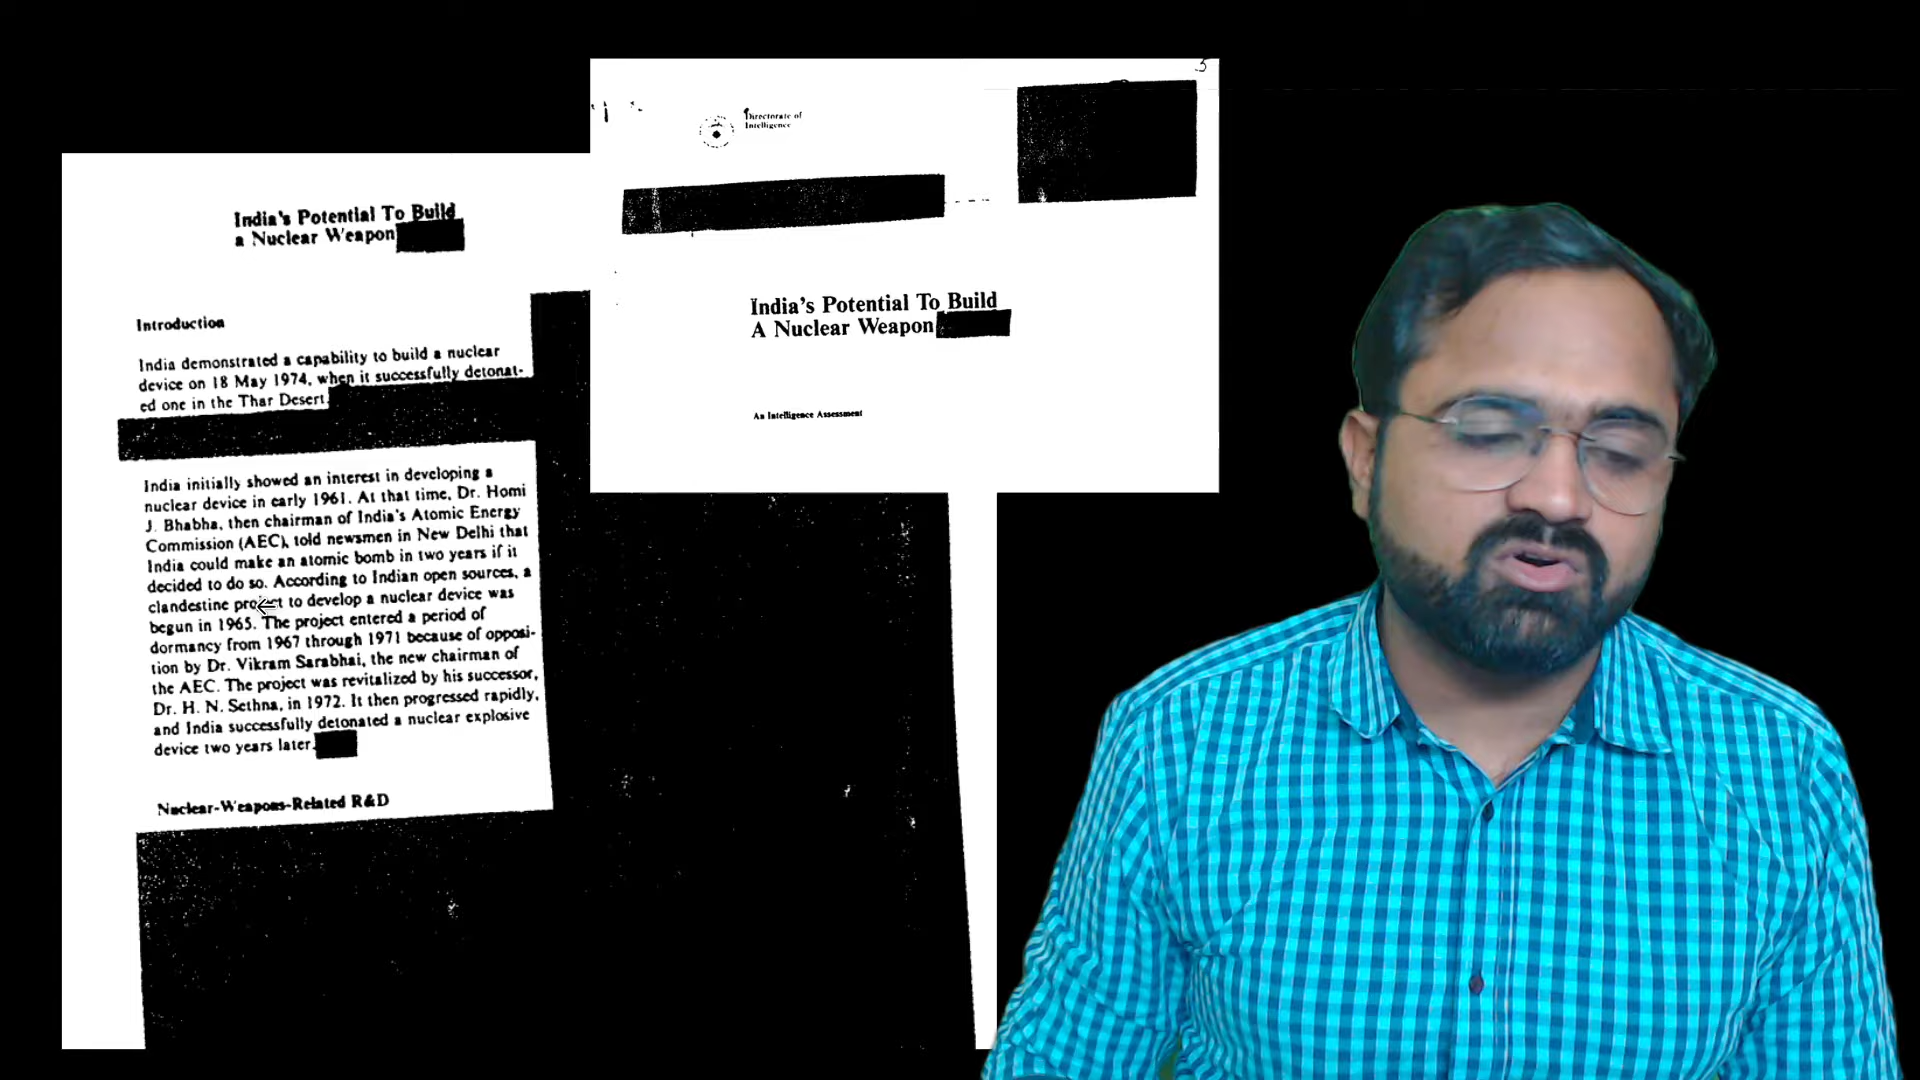 India's Potential To Build
a Nuclear Weapon
Introduction
India demonstrated a capability to build a nuclear
device on 18 May 1974, when it successfully detonat-
ed one in the Thar Desert.
India initially showed an interest in developing a
nuclear device in early 1961. At that time, Dr. Homi
J. Bhabha, then chairman of India's Atomic Energy
Commission (AEC), told newsmen in New Delhi that
India could make an atomic bomb in two years if it
decided to do so. According to Indian open sources, a
clandestine project to develop a nuclear device was
begun in 1965. The project entered a period of
dormancy from 1967 through 1971 because of opposi-
tion by Dr. Vikram Sarabhai, the new chairman of
the AEC. The project was revitalized by his successor,
Dr. H. N. Sethna, in 1972. It then progressed rapidly,
and India successfully detonated a nuclear explosive
device two years later.
Nuclear-Weapons-Related R&D
Directorate of
Intelligence
India's Potential To Build
A Nuclear Weapon
An Intelligence Assessment